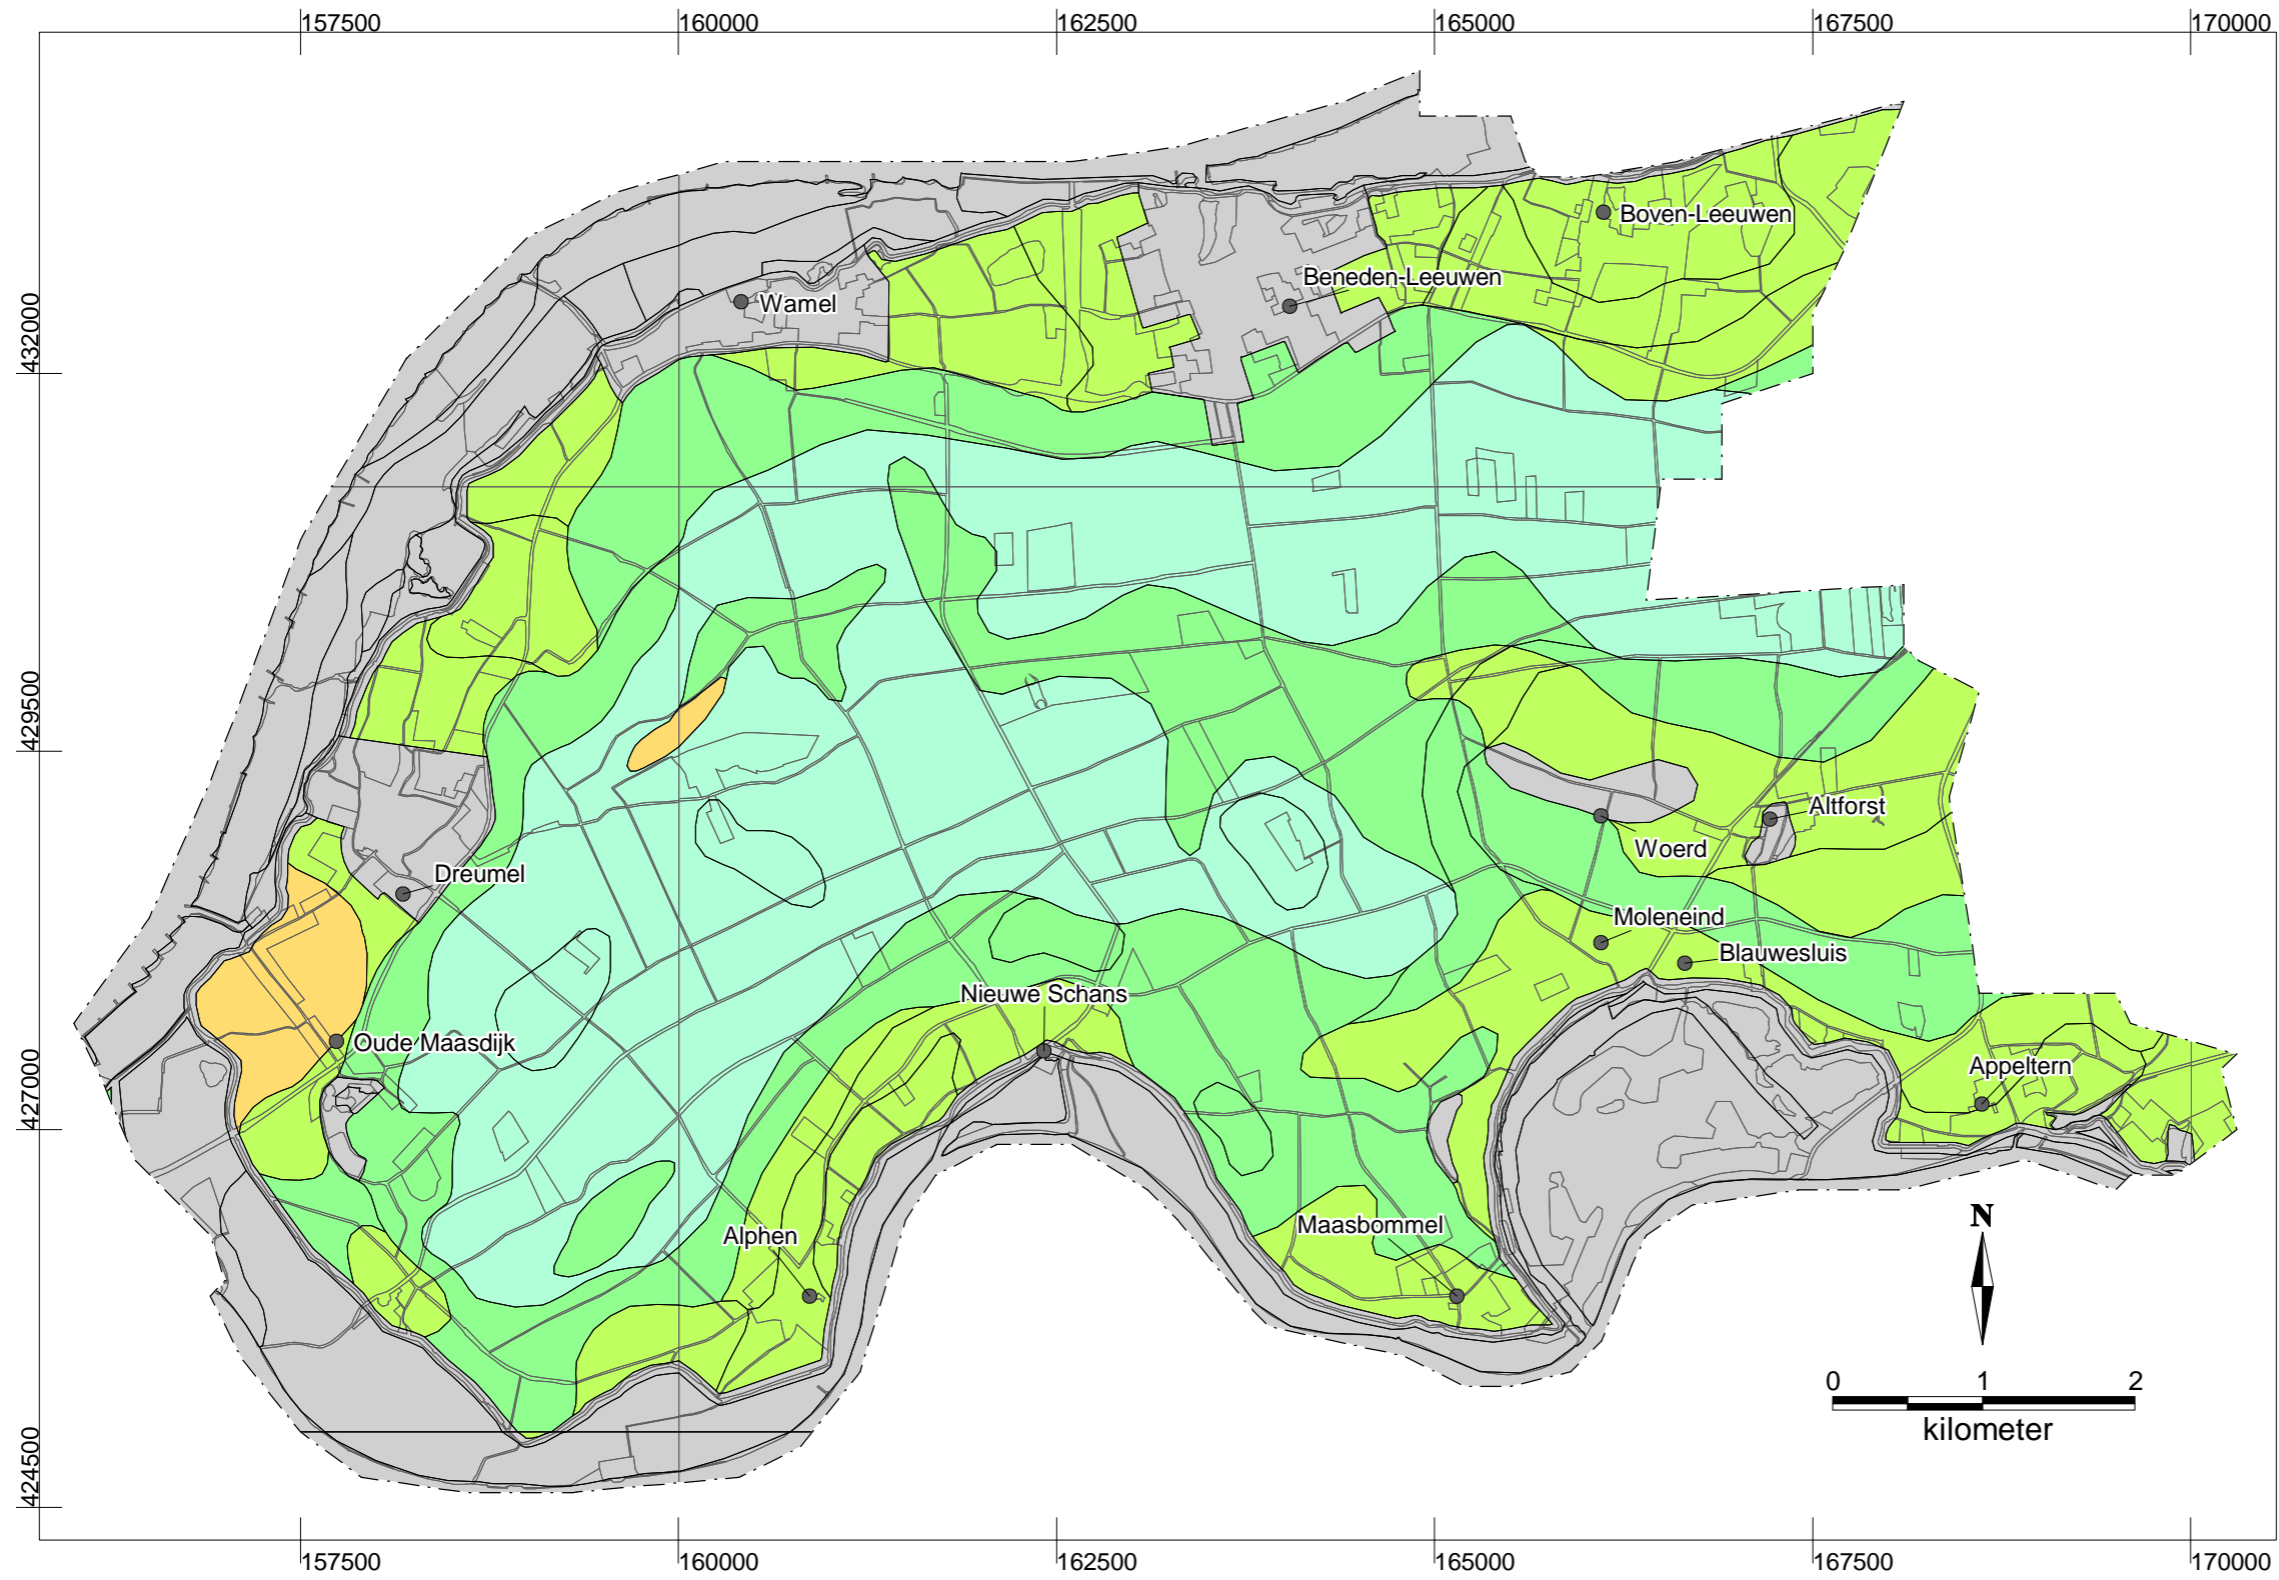 157500 160000 162500 165000 167500 170000
Boven-Leeuwen
Beneden-Leeuwen
Wamel
432000
429500
Altforst
Woerd
Dreumel
Moleneind
Blauwesluis
Nieuwe Schans
Oude Maasdijk
Appeltern
427000
N
Maasbommel
Alphen
0 1 2
kilometer
424500
157500 160000 162500 165000 167500 170000